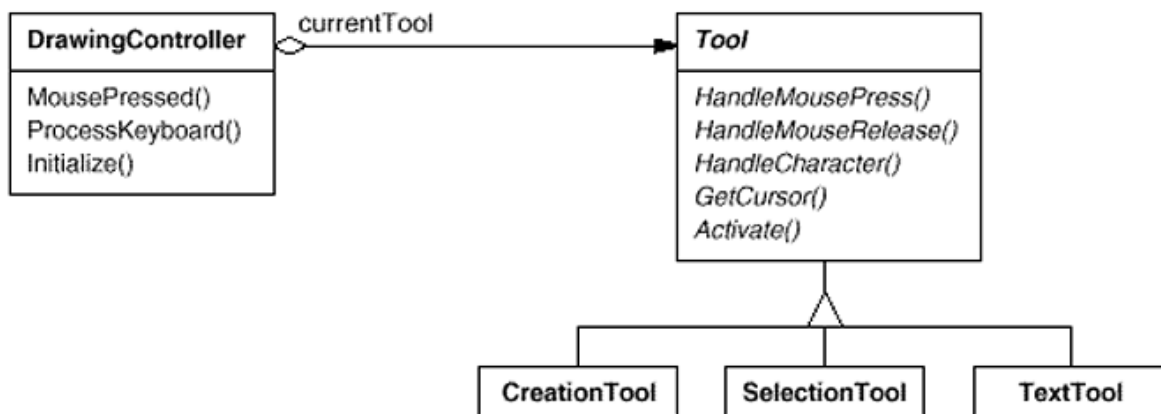 DrawingController
MousePressed()
ProcessKeyboard()
Initialize()
currentTool
Tool
HandleMousePress()
HandleMouseRelease()
HandleCharacter()
GetCursor()
Activate()
CreationTool
SelectionTool
TextTool